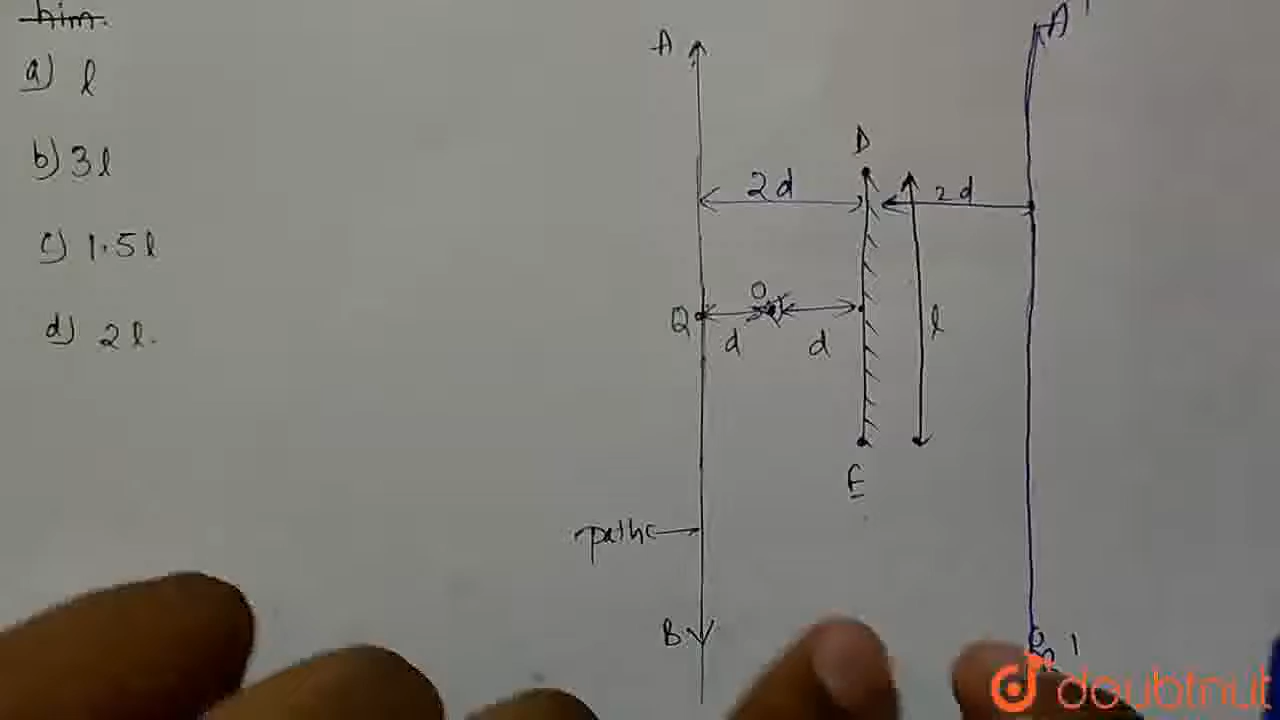 him.
a) l
b) 3l
c) 1.5l
d) 2l.
A
A'
D
2d
2d
O
Q
d
d
l
E
path
B
doubtnut